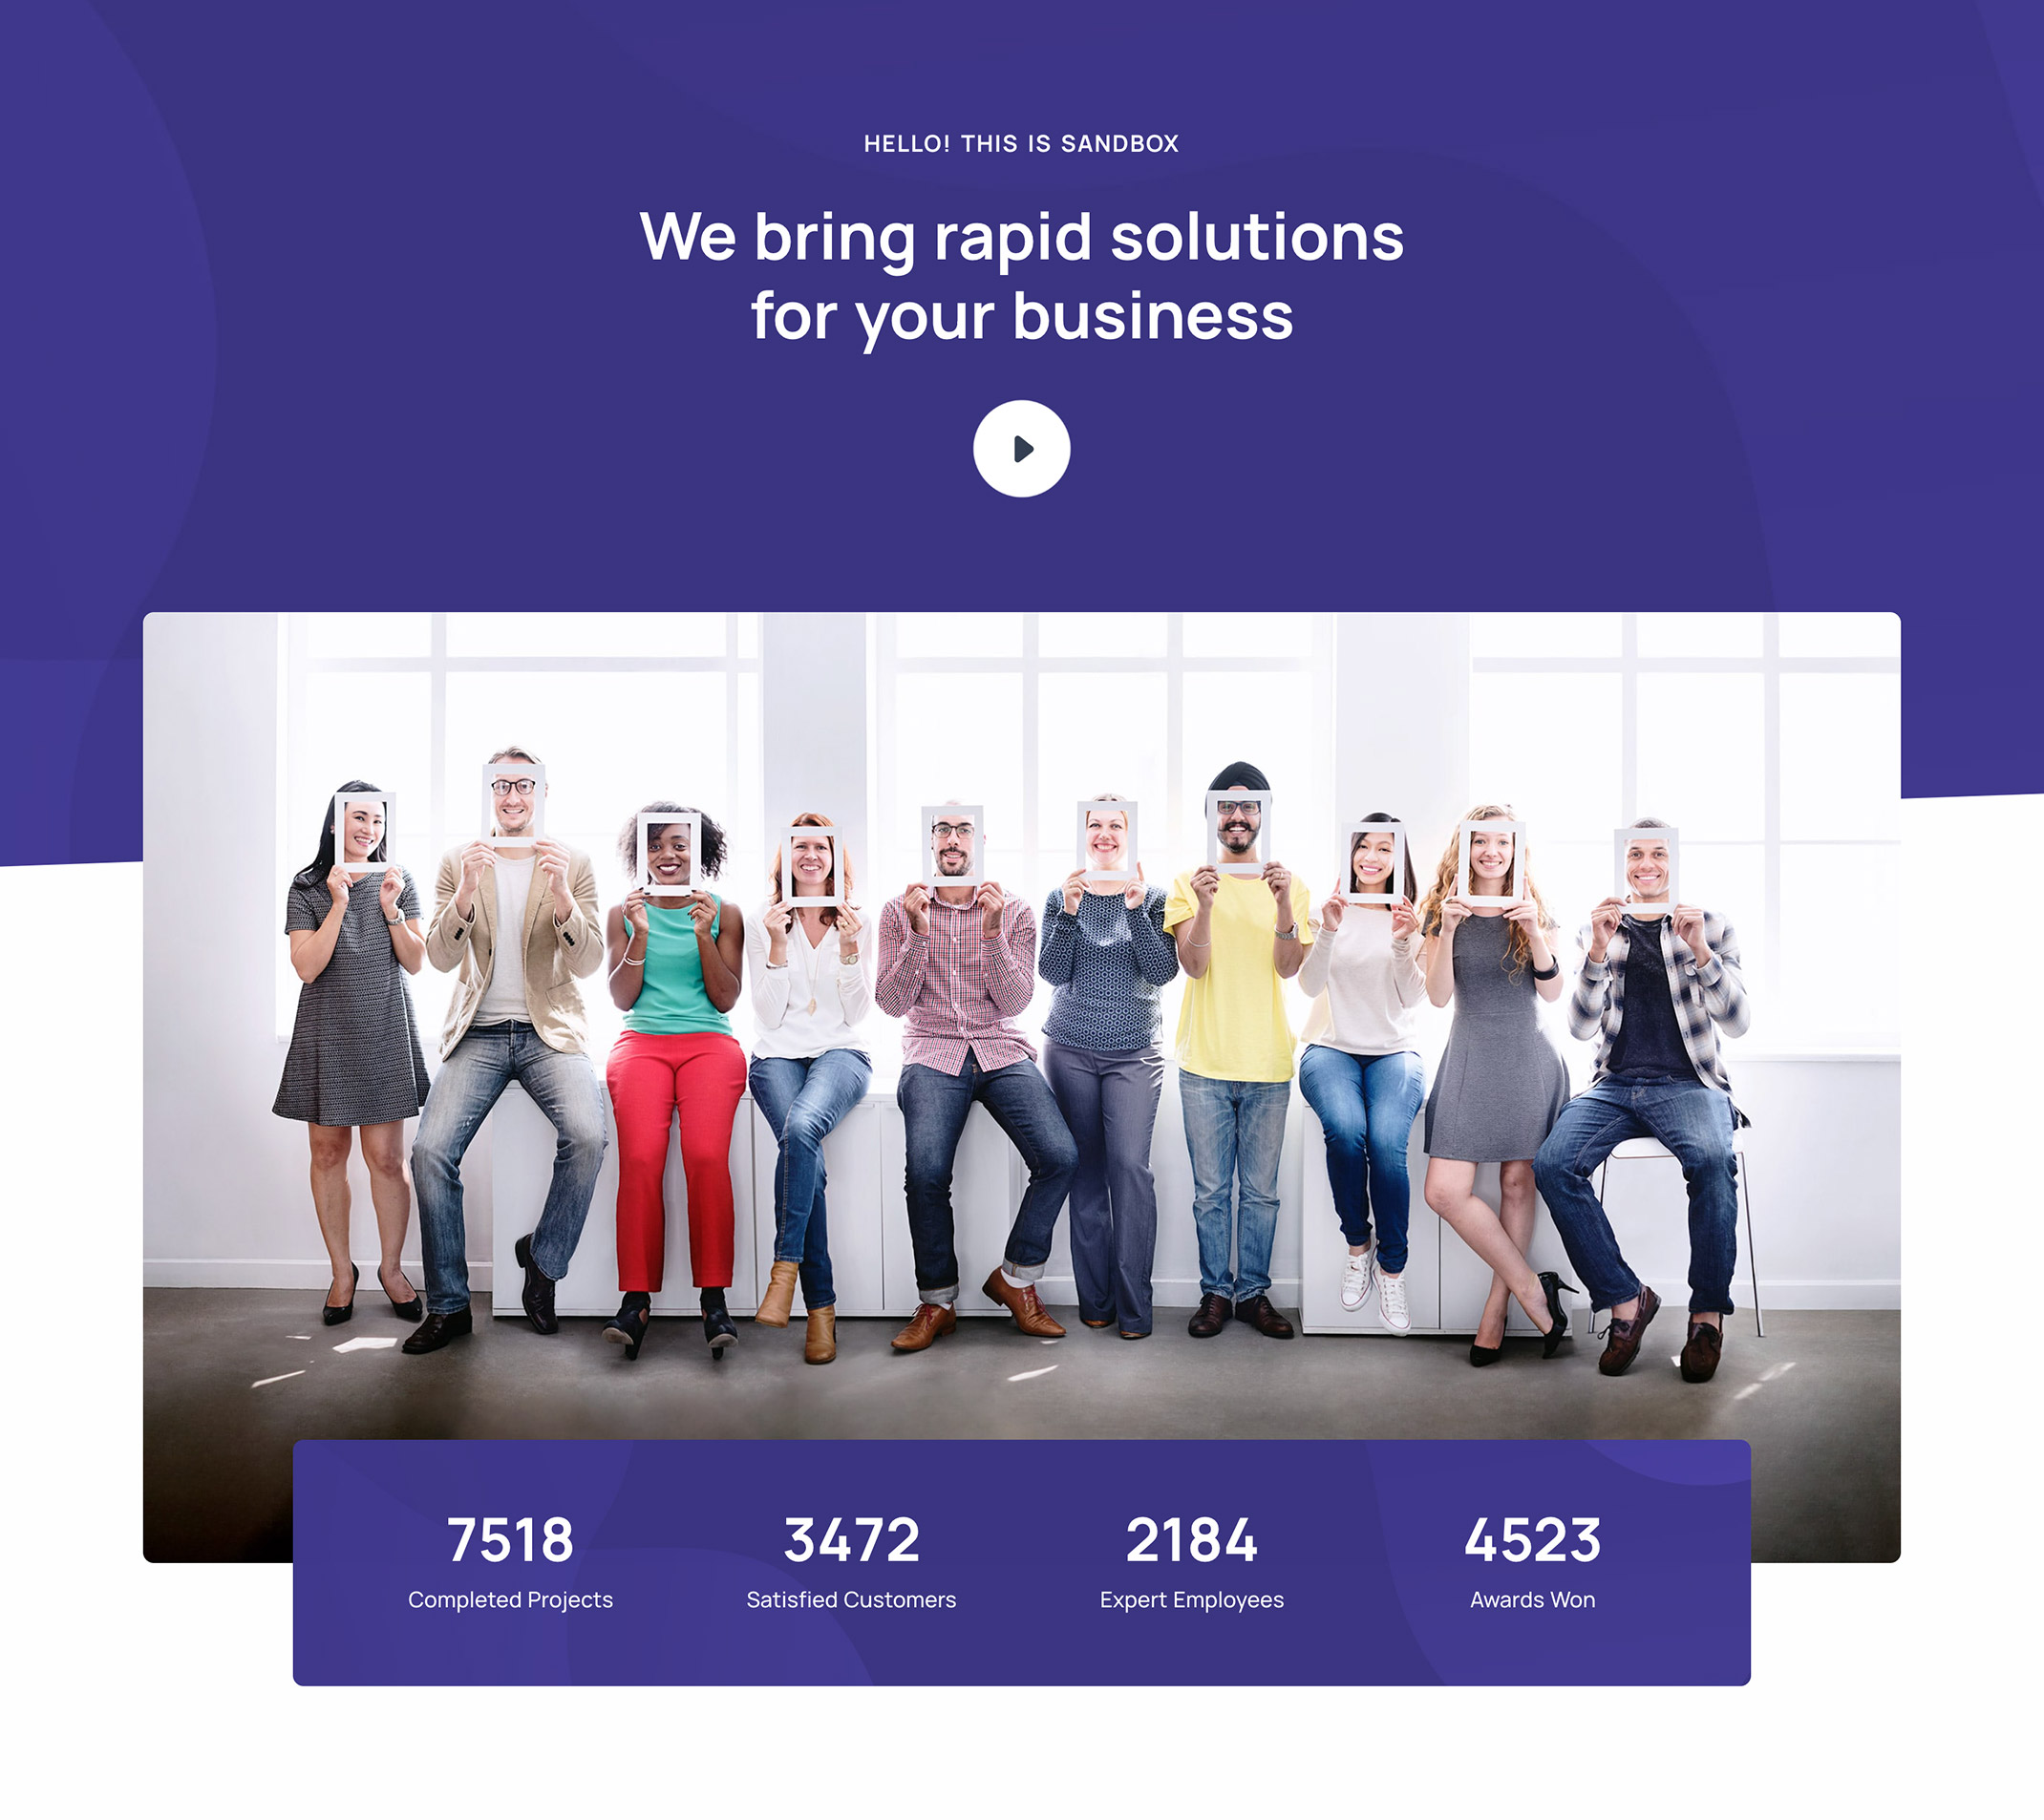 HELLO! THIS IS SANDBOX
We bring rapid solutions
for your business
7518
Completed Projects
3472
Satisfied Customers
2184
Expert Employees
4523
Awards Won